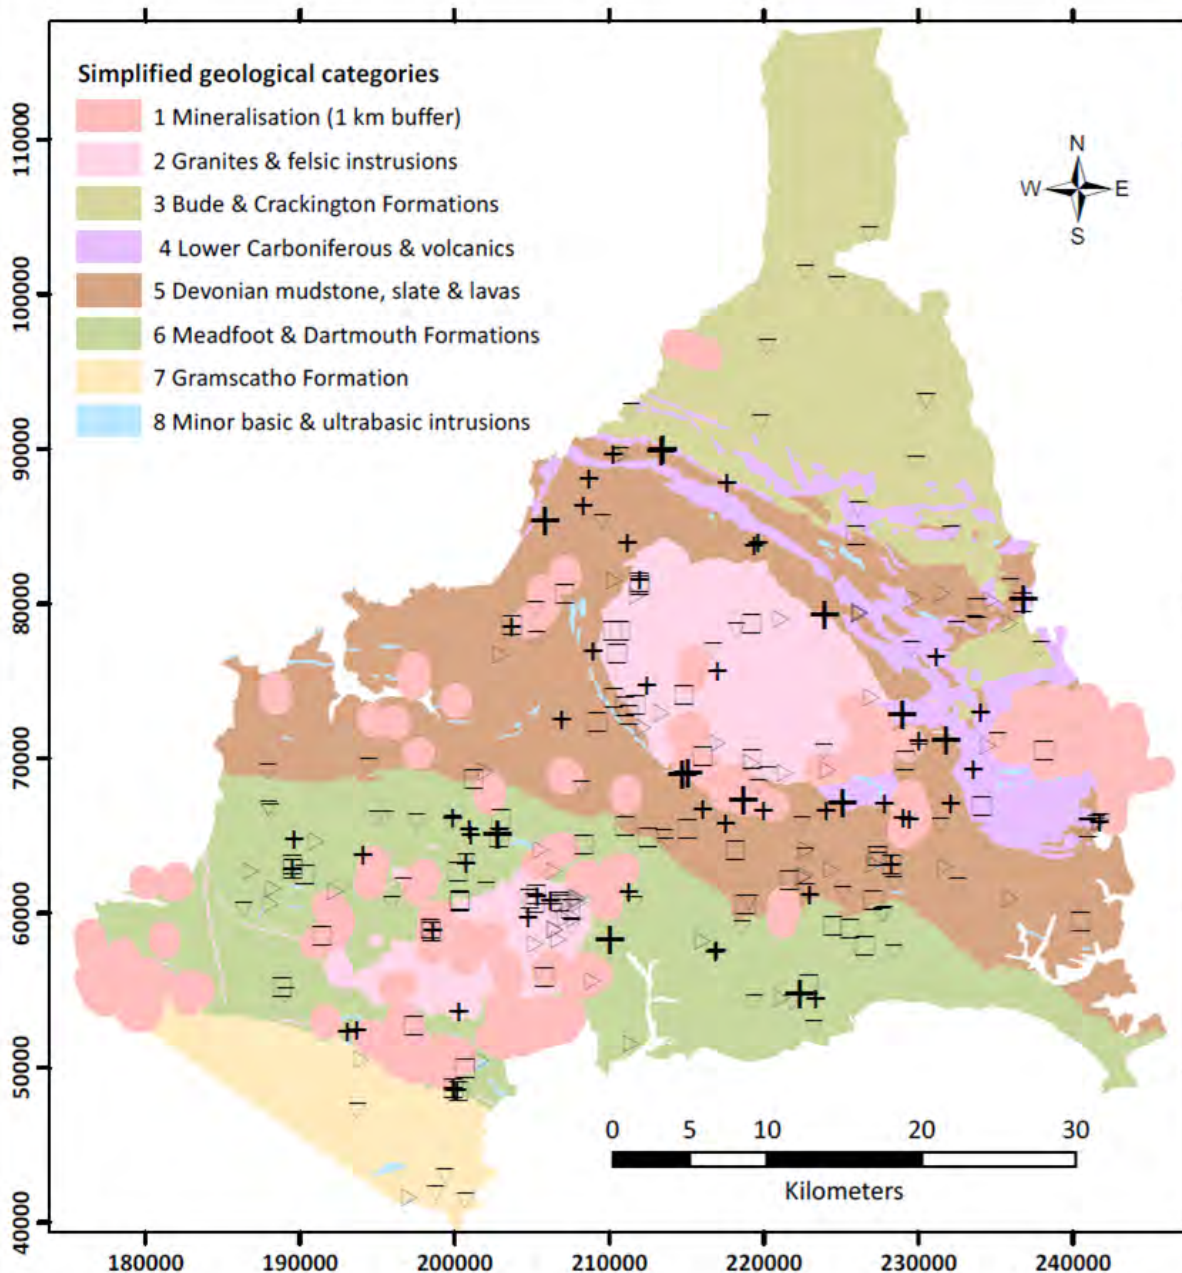 Simplified geological categories
1 Mineralisation (1 km buffer)
2 Granites & felsic instrusions
3 Bude & Crackington Formations
4 Lower Carboniferous & volcanics
5 Devonian mudstone, slate & lavas
6 Meadfoot & Dartmouth Formations
7 Gramscatho Formation
8 Minor basic & ultrabasic intrusions
N
W E
S
110000
100000
90000
80000
70000
60000
50000
40000
0 5 10 20 30
Kilometers
180000 190000 200000 210000 220000 230000 240000